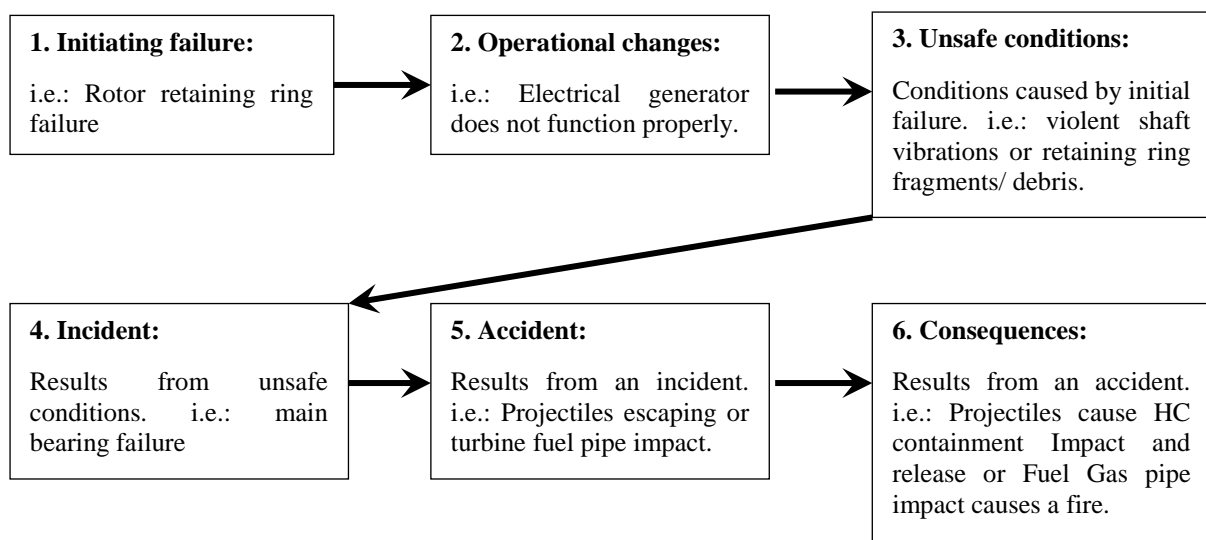 1. Initiating failure:
i.e.: Rotor retaining ring
failure
2. Operational changes:
i.e.: Electrical generator
does not function properly.
3. Unsafe conditions:
Conditions caused by initial
failure. i.e.: violent shaft
vibrations or retaining ring
fragments/ debris.
4. Incident:
Results from unsafe
conditions. i.e.: main
bearing failure
5. Accident:
Results from an incident.
i.e.: Projectiles escaping or
turbine fuel pipe impact.
6. Consequences:
Results from an accident.
i.e.: Projectiles cause HC
containment Impact and
release or Fuel Gas pipe
impact causes a fire.